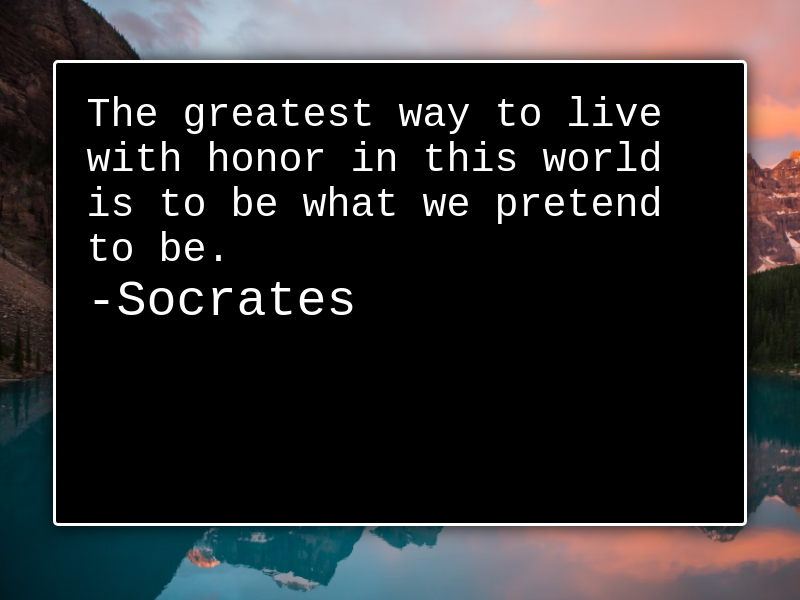 The greatest way to live
with honor in this world
is to be what we pretend
to be.
-Socrates